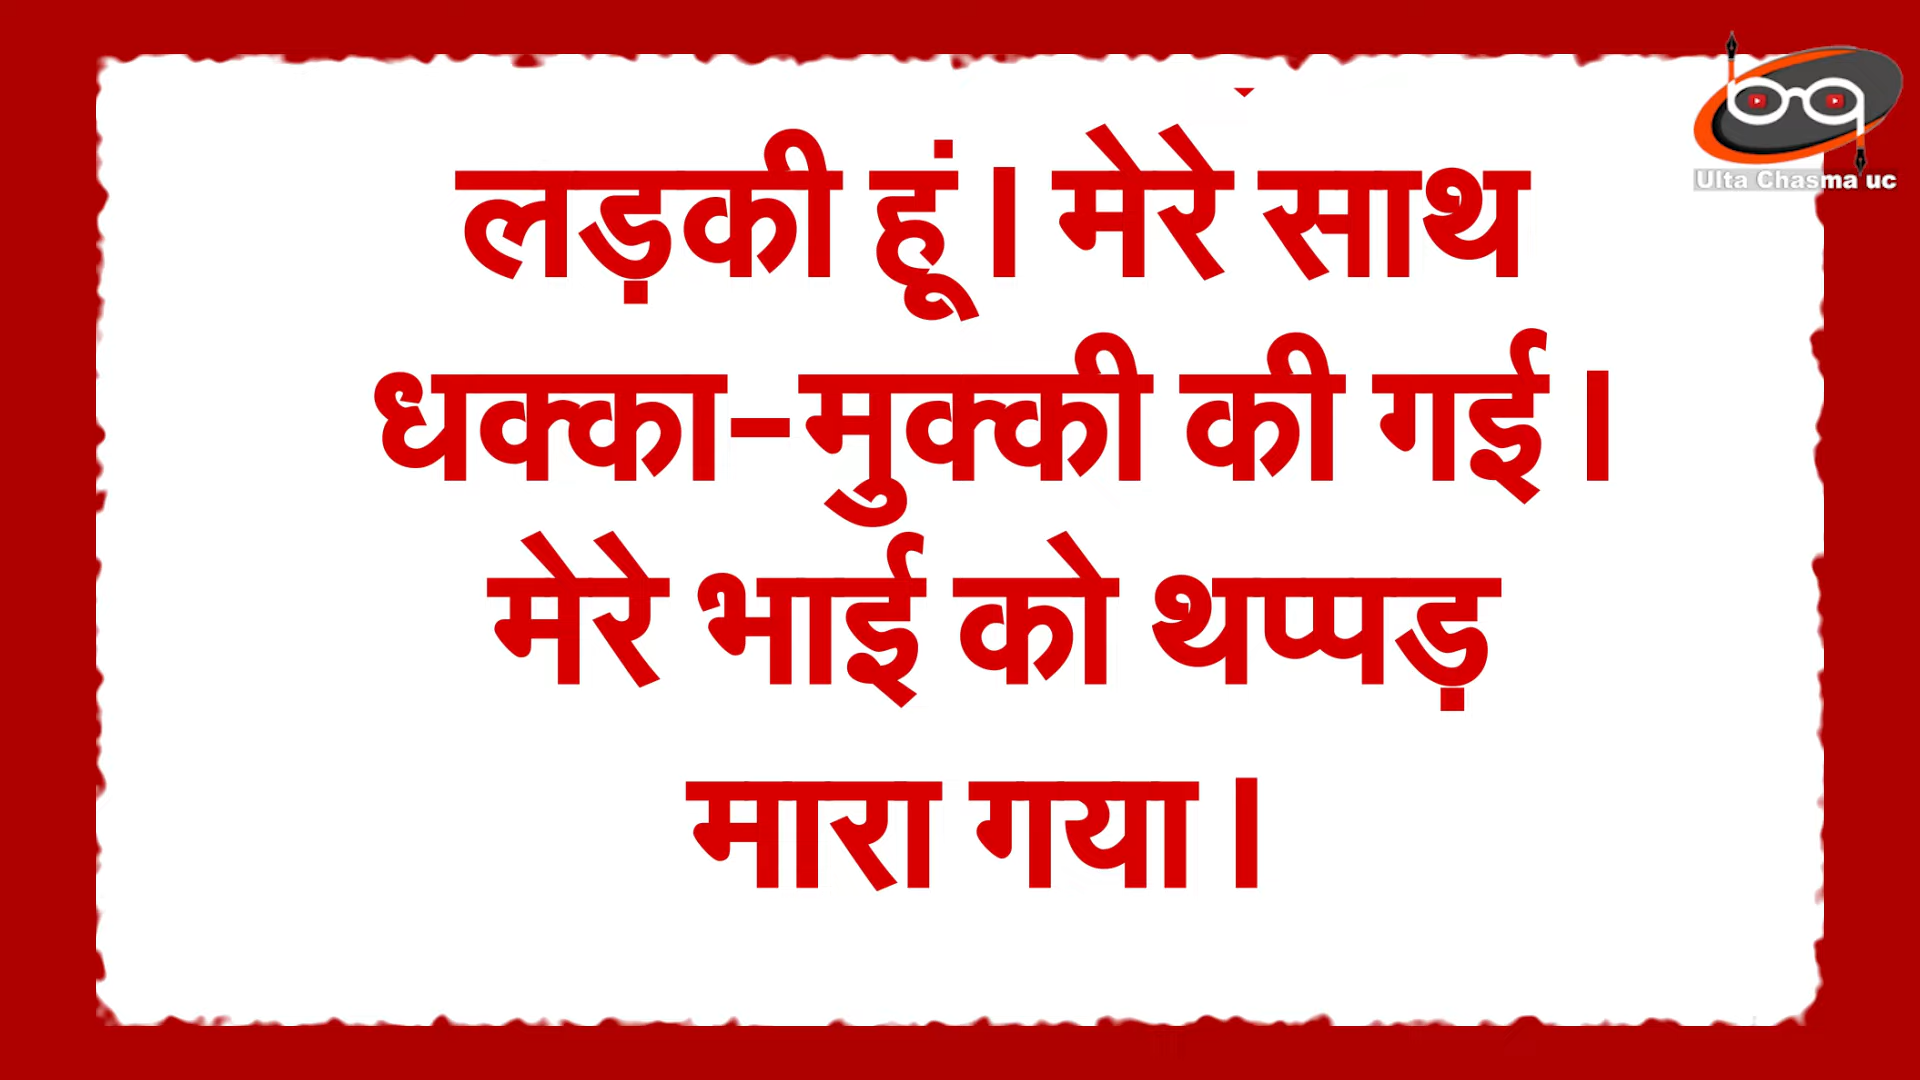 लड़की हूं। मेरे साथ
धक्का-मुक्की की गई।
मेरे भाई को थप्पड़
मारा गया।
Ulta Chasma uc